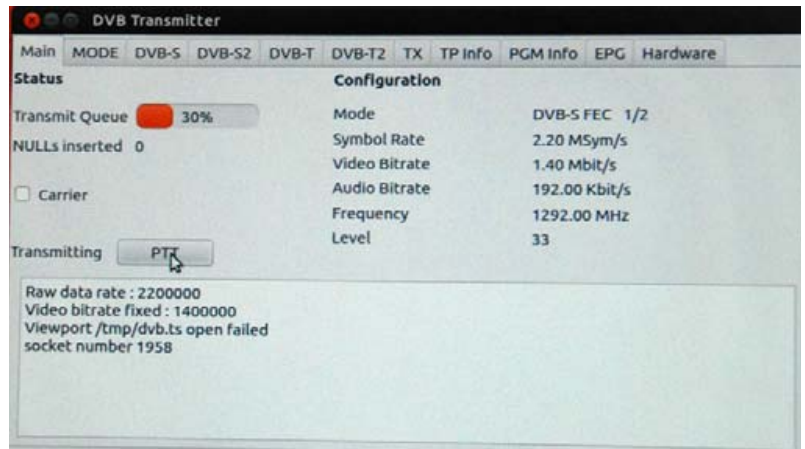 DVB Transmitter
Main MODE DVB-S DVB-S2 DVB-T DVB-T2 TX TP Info PGM Info EPG Hardware
Status
Configuration
Transmit Queue 30%
NULLs inserted 0
Carrier
Transmitting PTT
Mode DVB-S FEC 1/2
Symbol Rate 2.20 MSym/s
Video Bitrate 1.40 Mbit/s
Audio Bitrate 192.00 Kbit/s
Frequency 1292.00 MHz
Level 33
Raw data rate : 2200000
Video bitrate fixed : 1400000
Viewport /tmp/dvb.ts open failed
socket number 1958